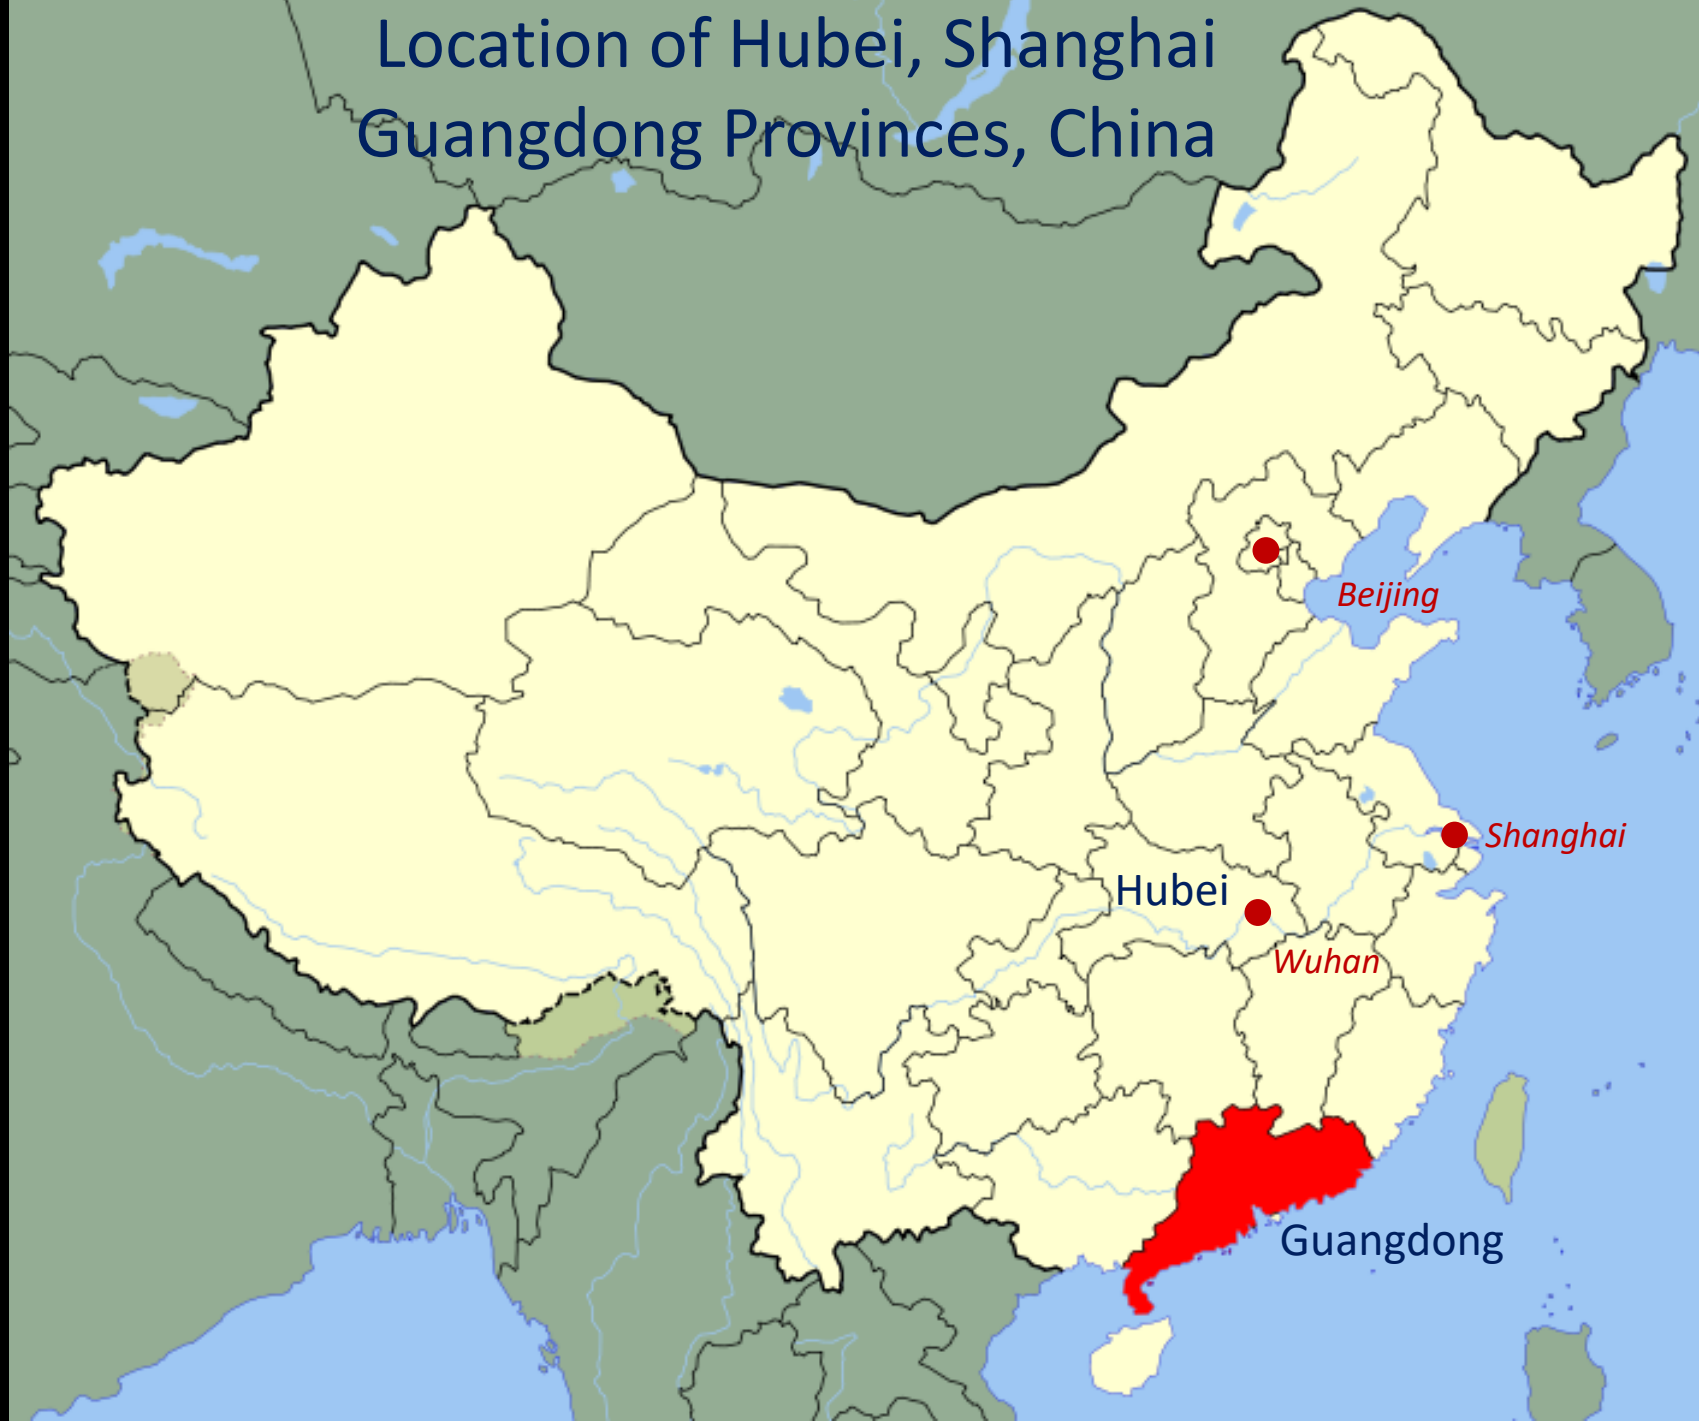 Location of Hubei, Shanghai
Guangdong Provinces, China
Beijing
Shanghai
Hubei
Wuhan
Guangdong